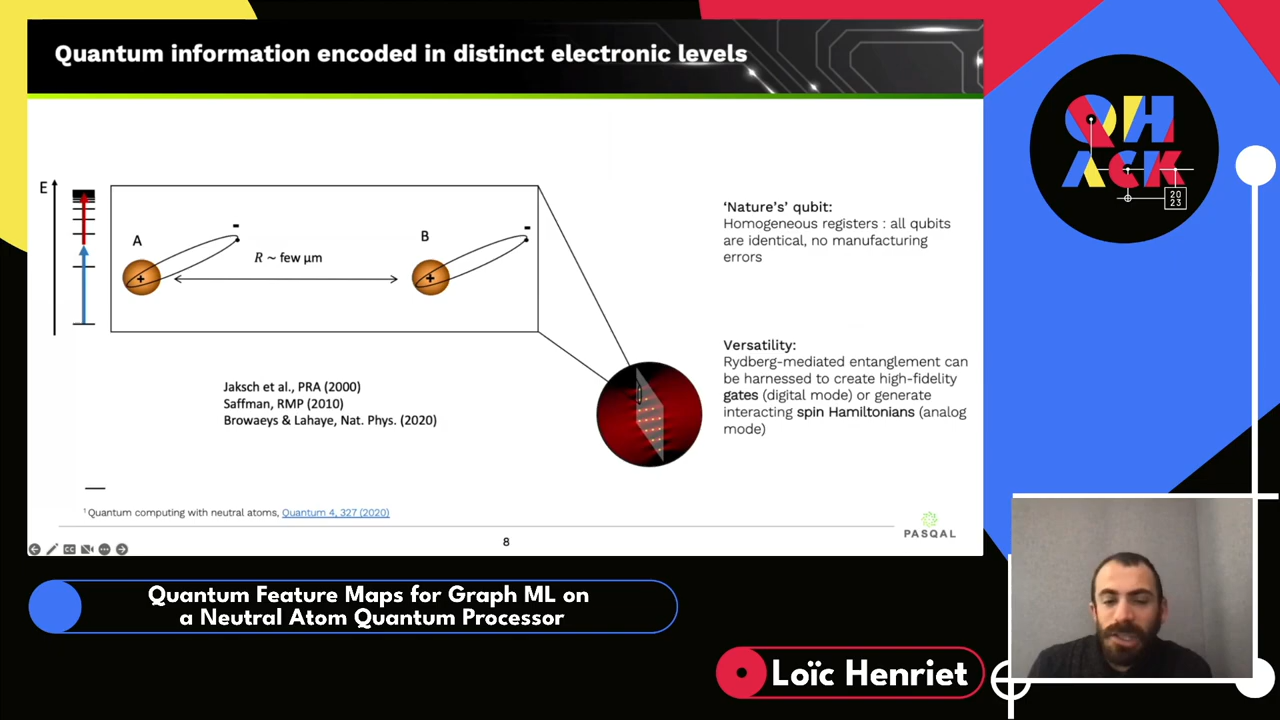 Quantum information encoded in distinct electronic levels
E
A
-
R ~ few μm
B
-
+
+
'Nature's' qubit:
Homogeneous registers : all qubits
are identical, no manufacturing
errors
Versatility:
Rydberg-mediated entanglement can
be harnessed to create high-fidelity
gates (digital mode) or generate
interacting spin Hamiltonians (analog
mode)
Jaksch et al., PRA (2000)
Saffman, RMP (2010)
Browaeys & Lahaye, Nat. Phys. (2020)
1 Quantum computing with neutral atoms, Quantum 4, 327 (2020)
8
PASQAL
QH
ACK
20
23
Quantum Feature Maps for Graph ML on
a Neutral Atom Quantum Processor
Loïc Henriet